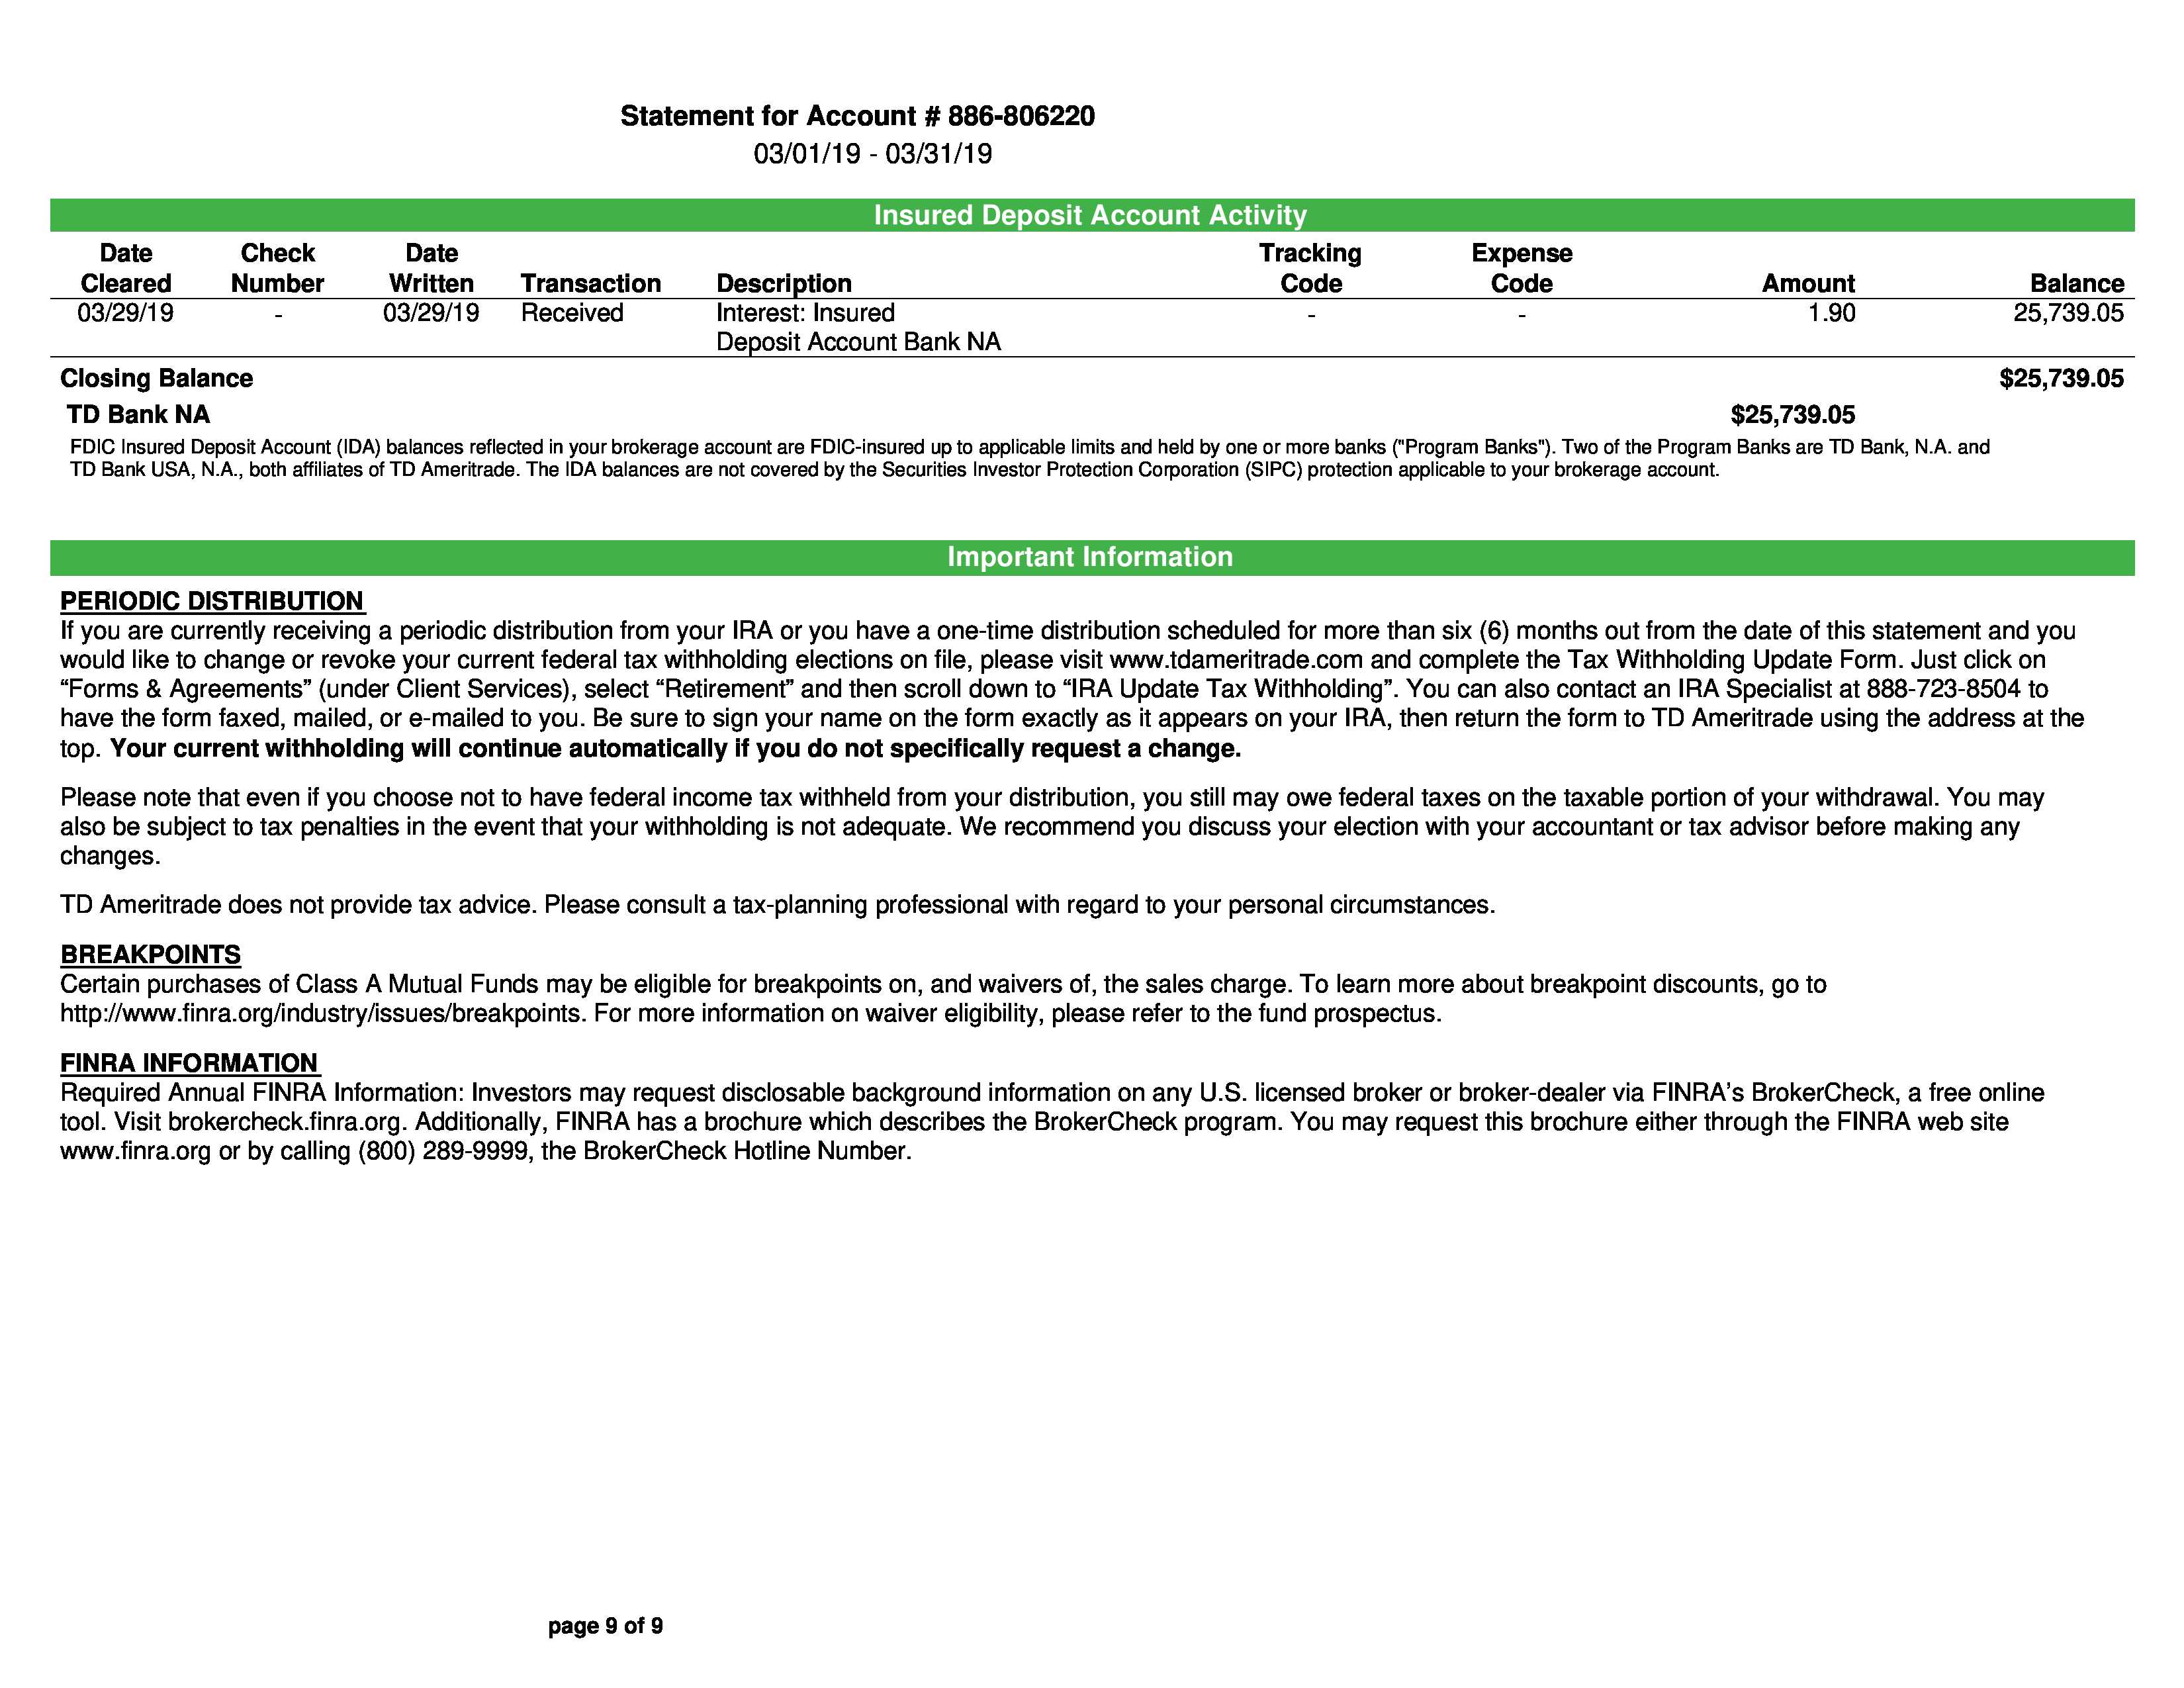 Statement for Account # 886-806220
03/01/19 - 03/31/19
Insured Deposit Account Activity
Date Check Date Tracking Expense
Cleared Number Written Transaction Description Code Code Amount Balance
03/29/19 - 03/29/19 Received Interest: Insured - - 1.90 25,739.05
Deposit Account Bank NA
Closing Balance $25,739.05
TD Bank NA $25,739.05
FDIC Insured Deposit Account (IDA) balances reflected in your brokerage account are FDIC-insured up to applicable limits and held by one or more banks ("Program Banks"). Two of the Program Banks are TD Bank, N.A. and
TD Bank USA, N.A., both affiliates of TD Ameritrade. The IDA balances are not covered by the Securities Investor Protection Corporation (SIPC) protection applicable to your brokerage account.
Important Information
PERIODIC DISTRIBUTION
If you are currently receiving a periodic distribution from your IRA or you have a one-time distribution scheduled for more than six (6) months out from the date of this statement and you
would like to change or revoke your current federal tax withholding elections on file, please visit www.tdameritrade.com and complete the Tax Withholding Update Form. Just click on
“Forms & Agreements” (under Client Services), select “Retirement” and then scroll down to “IRA Update Tax Withholding”. You can also contact an IRA Specialist at 888-723-8504 to
have the form faxed, mailed, or e-mailed to you. Be sure to sign your name on the form exactly as it appears on your IRA, then return the form to TD Ameritrade using the address at the
top. Your current withholding will continue automatically if you do not specifically request a change.
Please note that even if you choose not to have federal income tax withheld from your distribution, you still may owe federal taxes on the taxable portion of your withdrawal. You may
also be subject to tax penalties in the event that your withholding is not adequate. We recommend you discuss your election with your accountant or tax advisor before making any
changes.
TD Ameritrade does not provide tax advice. Please consult a tax-planning professional with regard to your personal circumstances.
BREAKPOINTS
Certain purchases of Class A Mutual Funds may be eligible for breakpoints on, and waivers of, the sales charge. To learn more about breakpoint discounts, go to
http://www.finra.org/industry/issues/breakpoints. For more information on waiver eligibility, please refer to the fund prospectus.
FINRA INFORMATION
Required Annual FINRA Information: Investors may request disclosable background information on any U.S. licensed broker or broker-dealer via FINRA’s BrokerCheck, a free online
tool. Visit brokercheck.finra.org. Additionally, FINRA has a brochure which describes the BrokerCheck program. You may request this brochure either through the FINRA web site
www.finra.org or by calling (800) 289-9999, the BrokerCheck Hotline Number.
page 9 of 9